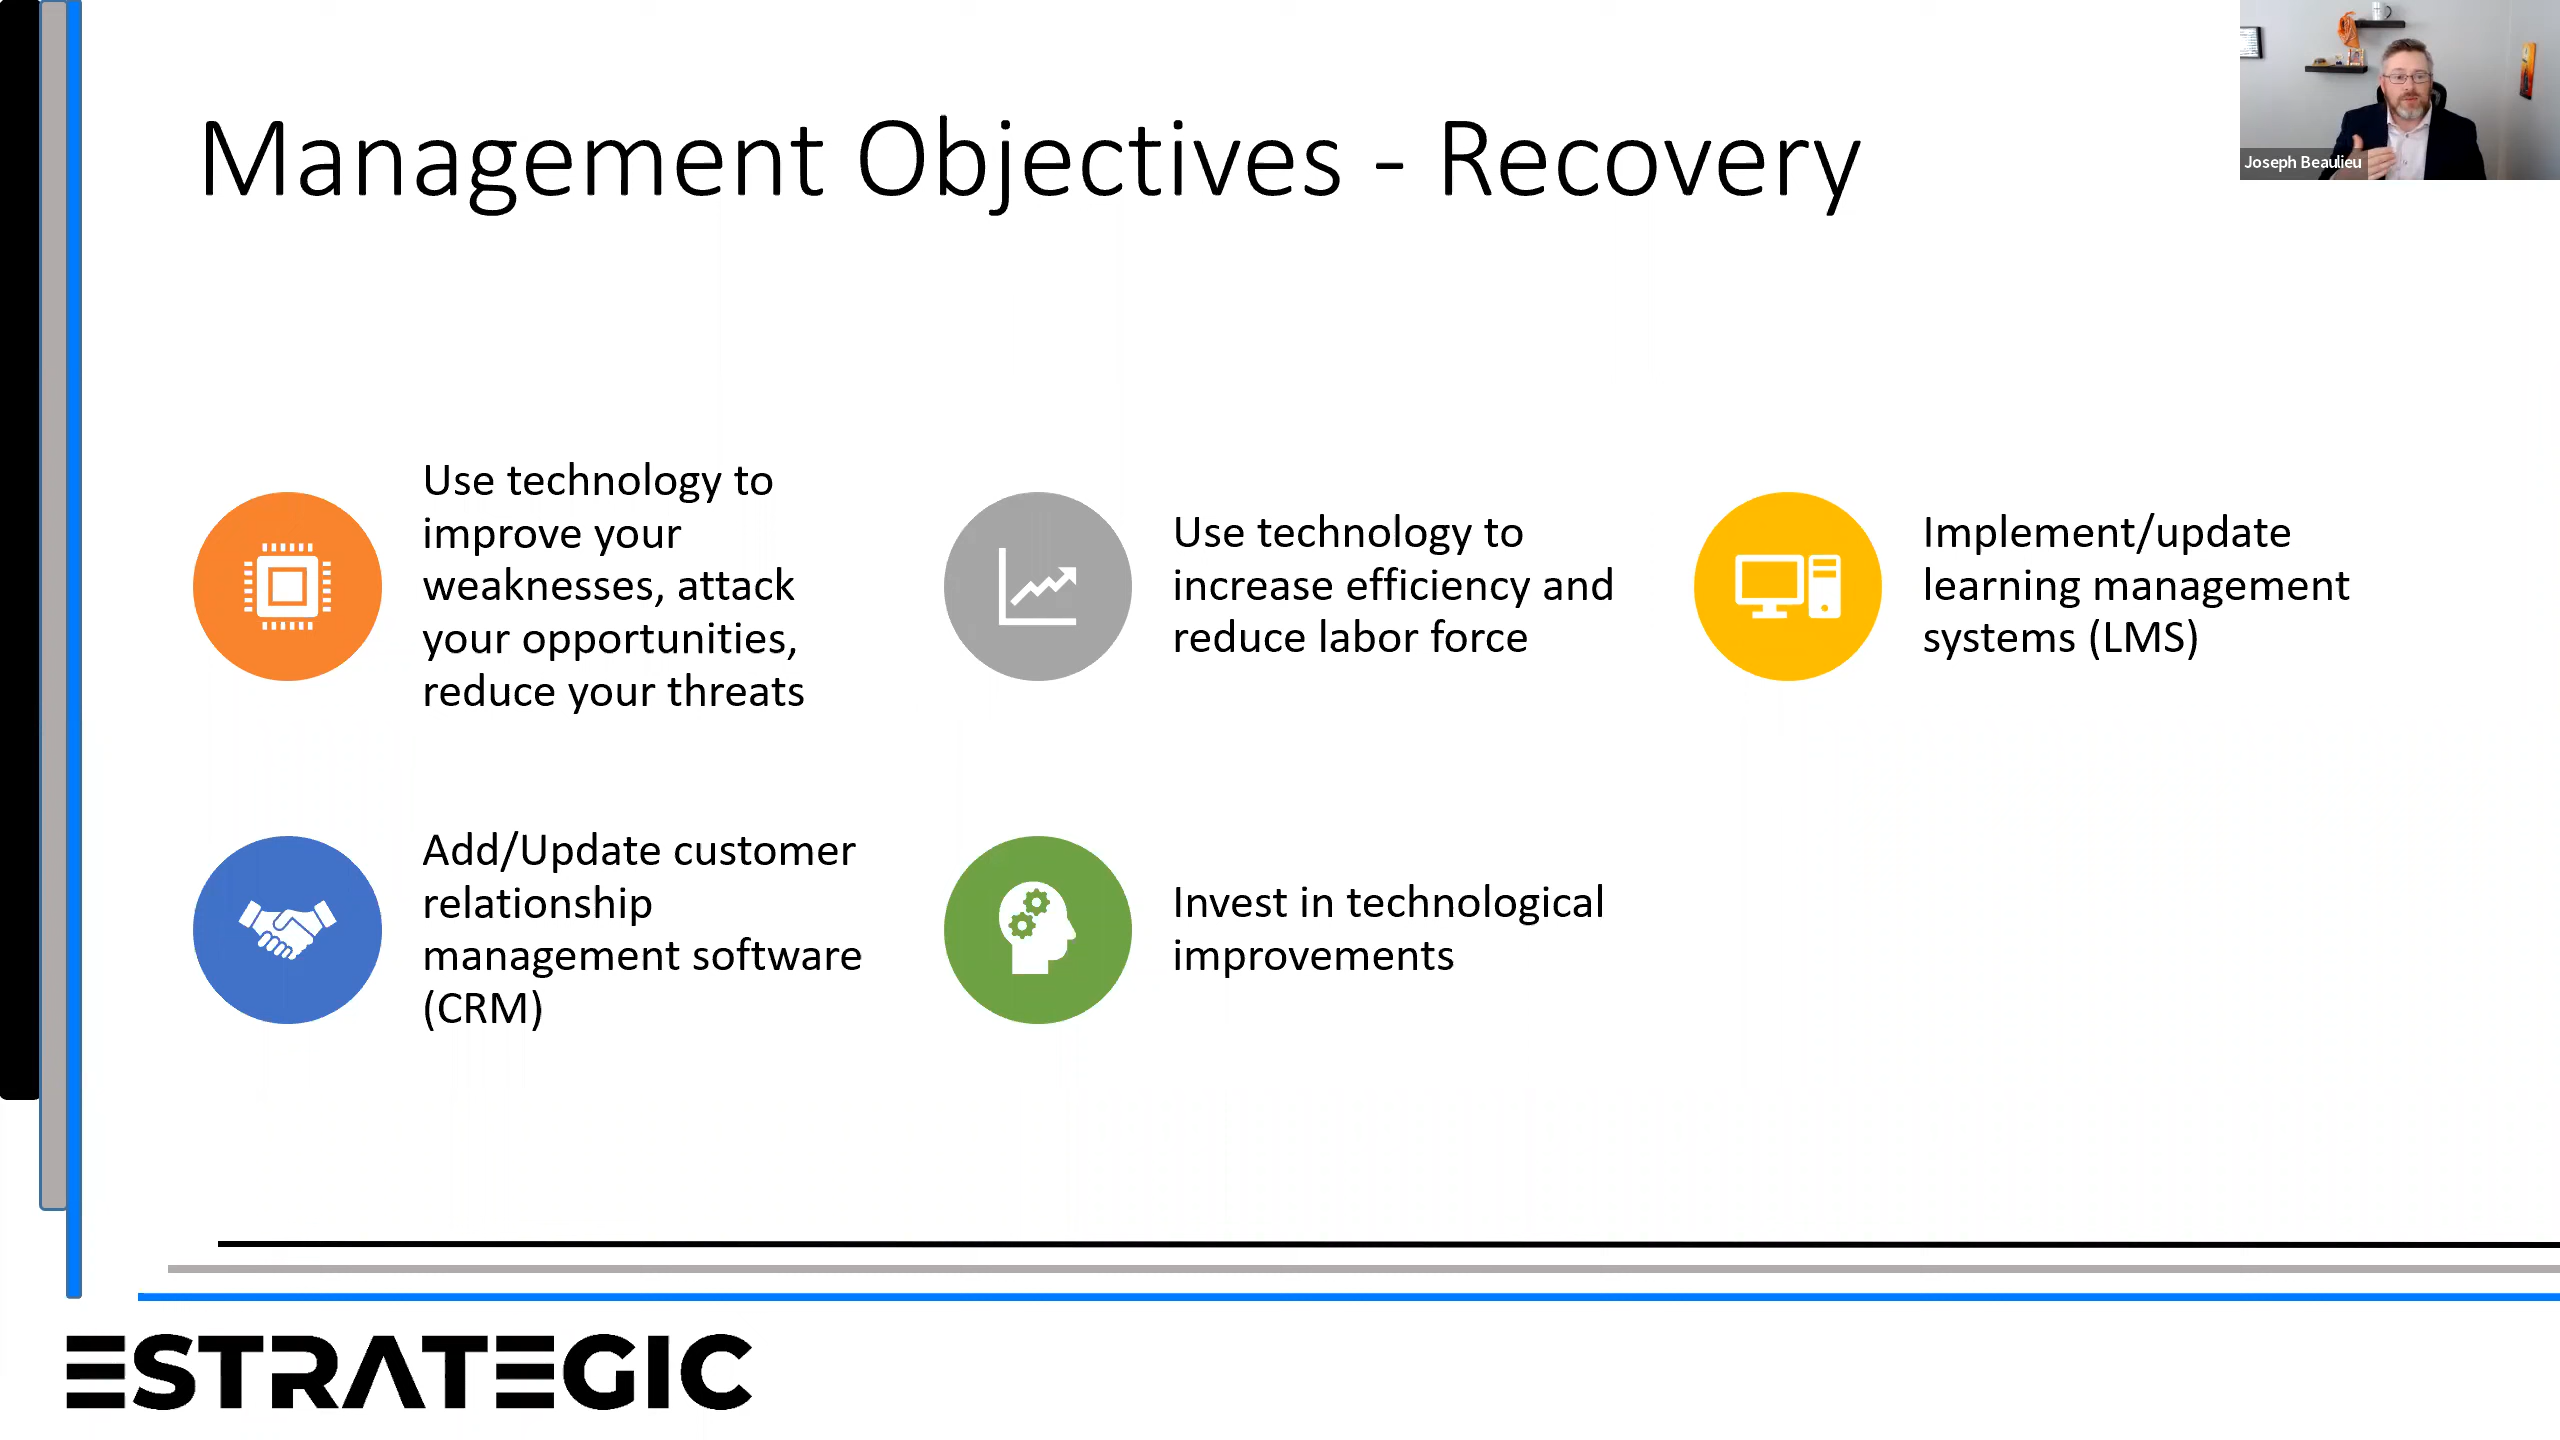 Management Objectives - Recovery
Joseph Beaulieu
Use technology to
improve your
weaknesses, attack
your opportunities,
reduce your threats
Use technology to
increase efficiency and
reduce labor force
Implement/update
learning management
systems (LMS)
Add/Update customer
relationship
management software
(CRM)
Invest in technological
improvements
ESTRATEGIC